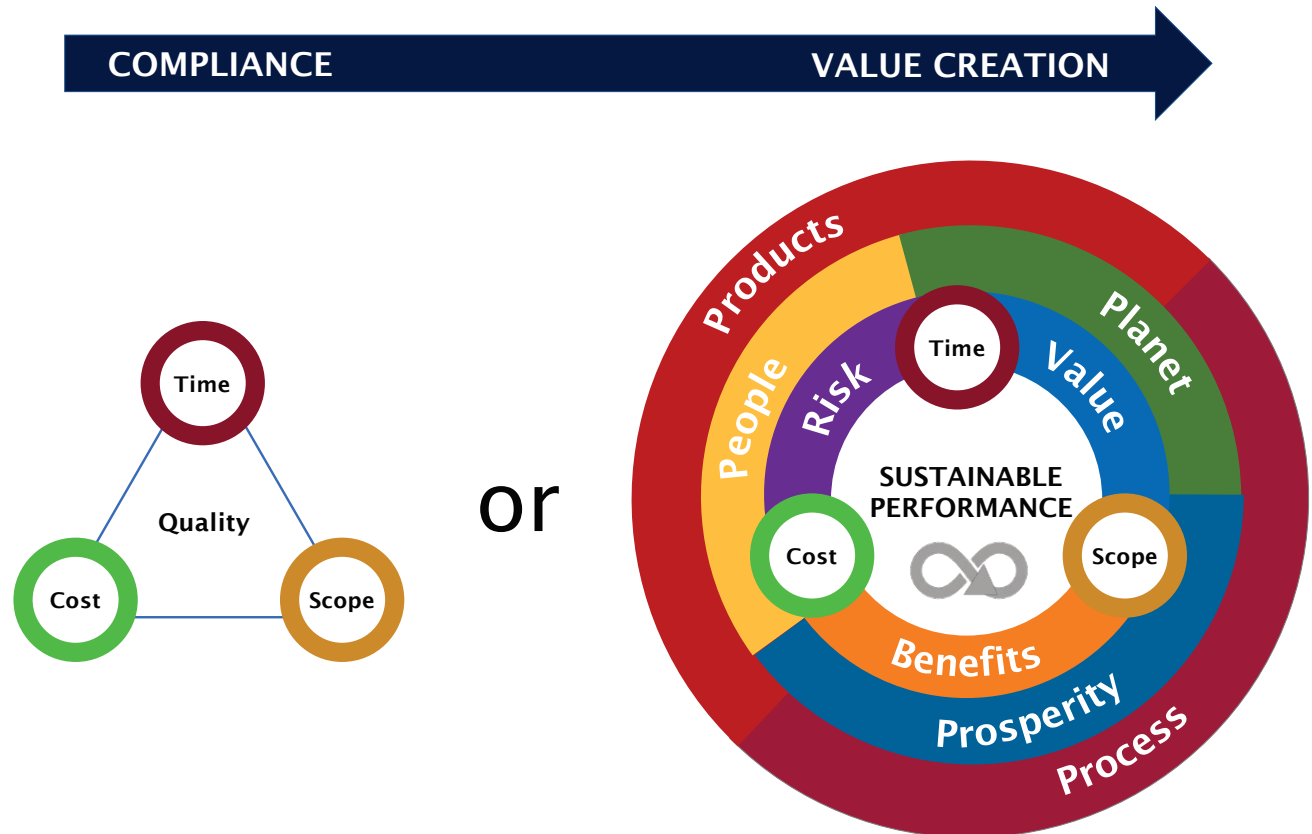 COMPLIANCE
VALUE CREATION
Time
Quality
Cost
Scope
or
Products
People
Planet
Risk
Time
Value
SUSTAINABLE
PERFORMANCE
Cost
Scope
Benefits
Prosperity
Process